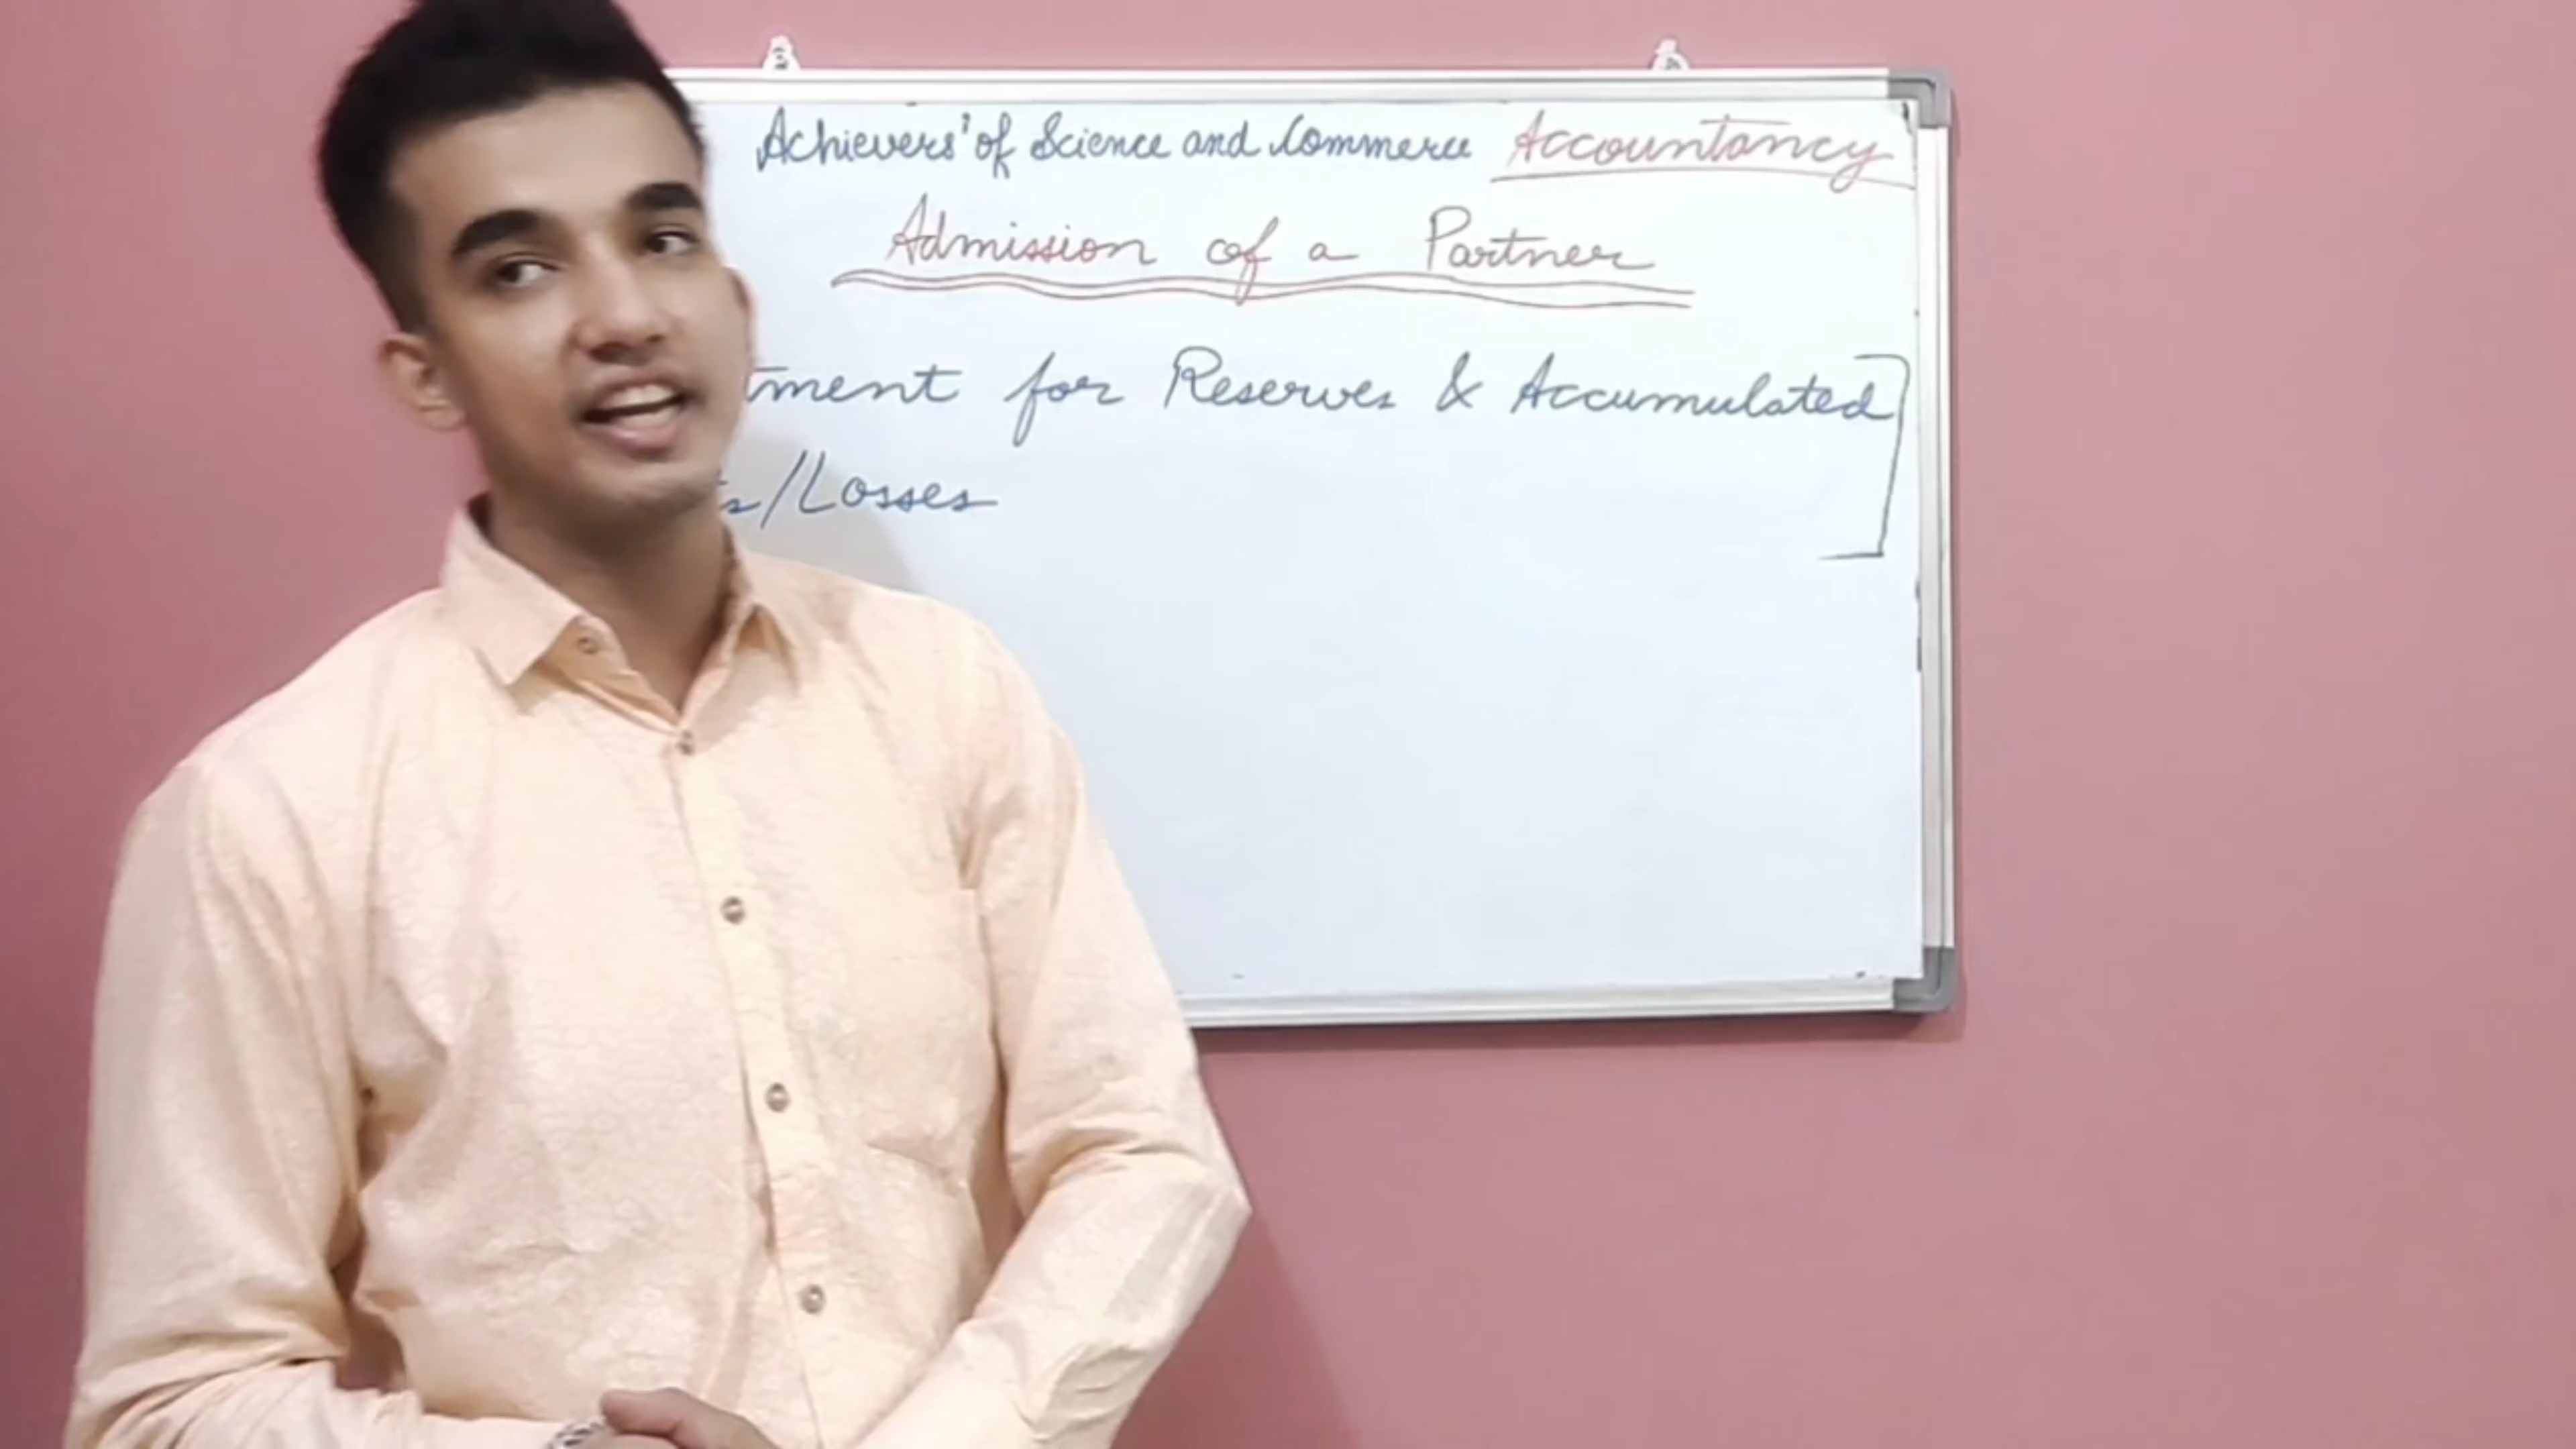 Achievers' of Science and Commerce Accountancy
Admission of a Partner
tment for Reserves & Accumulated
s/Losses